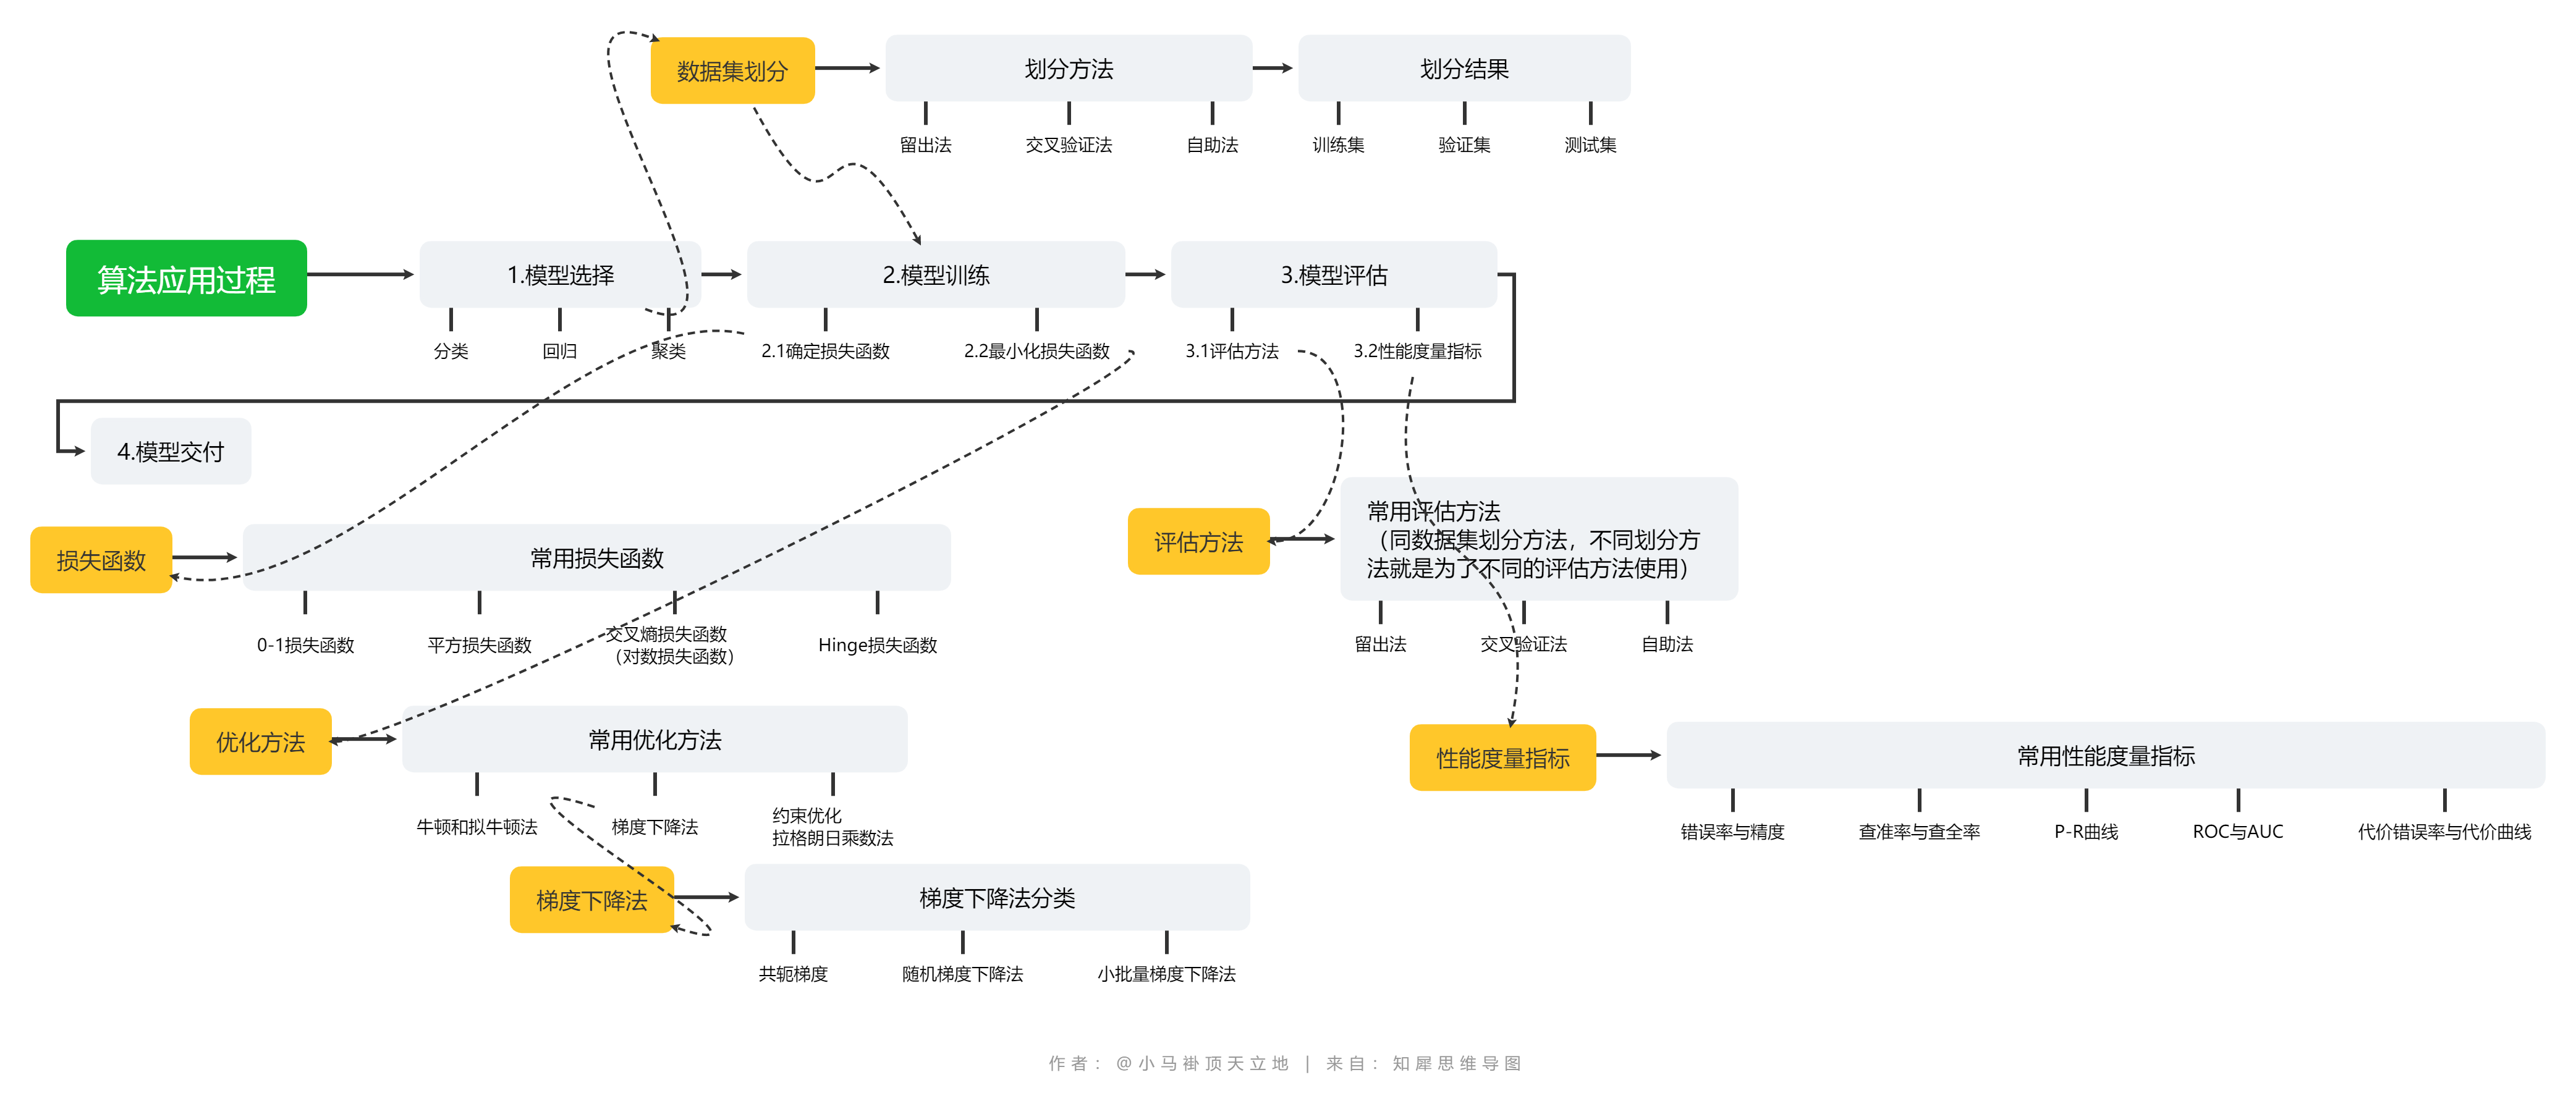 数据集划分
划分方法
划分结果
留出法
交叉验证法
自助法
训练集
验证集
测试集
算法应用过程
1.模型选择
2.模型训练
3.模型评估
分类
回归
聚类
2.1确定损失函数
2.2最小化损失函数
3.1评估方法
3.2性能度量指标
4.模型交付
损失函数
常用损失函数
0-1损失函数
平方损失函数
交叉熵损失函数
（对数损失函数）
Hinge损失函数
评估方法
常用评估方法
（同数据集划分方法，不同划分方
法就是为了不同的评估方法使用）
留出法
交叉验证法
自助法
优化方法
常用优化方法
牛顿和拟牛顿法
梯度下降法
约束优化
拉格朗日乘数法
性能度量指标
常用性能度量指标
错误率与精度
查准率与查全率
P-R曲线
ROC与AUC
代价错误率与代价曲线
梯度下降法
梯度下降法分类
共轭梯度
随机梯度下降法
小批量梯度下降法
作者：@小马褂顶天立地 | 来自：知犀思维导图